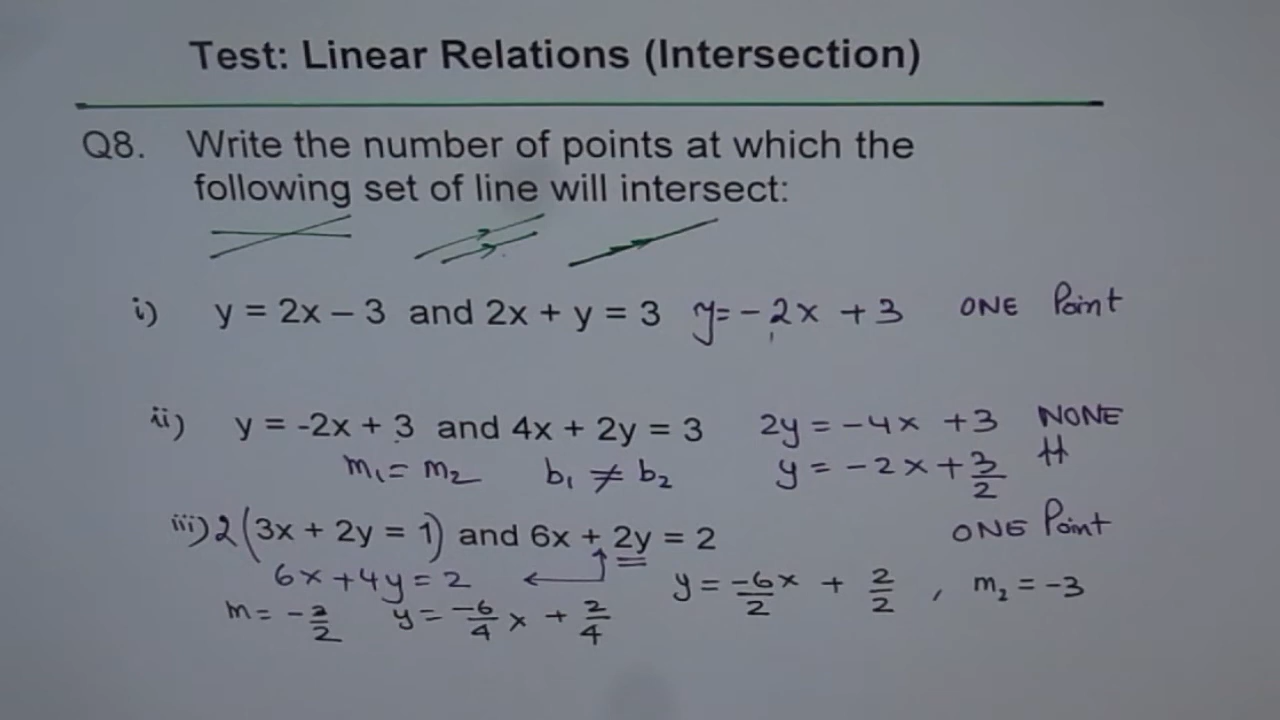 Test: Linear Relations (Intersection)
Q8. Write the number of points at which the
following set of line will intersect:
i) y = 2x – 3 and 2x + y = 3 y = -2x + 3 ONE Point
ii) y = -2x + 3 and 4x + 2y = 3 2y = -4x + 3 NONE
m₁ = m₂ b₁ ≠ b₂ y = -2x + 3/2
iii) 2(3x + 2y = 1) and 6x + 2y = 2 ONE Point
6x + 4y = 2 y = -6x/2 + 2/2 , m₂ = -3
m = -3/2 y = -6/4 x + 2/4